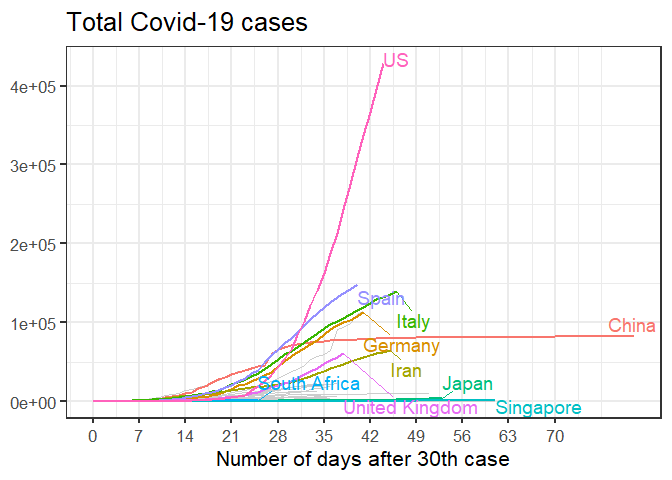 Total Covid-19 cases
US
4e+05
3e+05
2e+05
1e+05
0e+00
Spain
Italy
China
Germany
Iran
South Africa
Japan
United Kingdom
Singapore
0 7 14 21 28 35 42 49 56 63 70
Number of days after 30th case